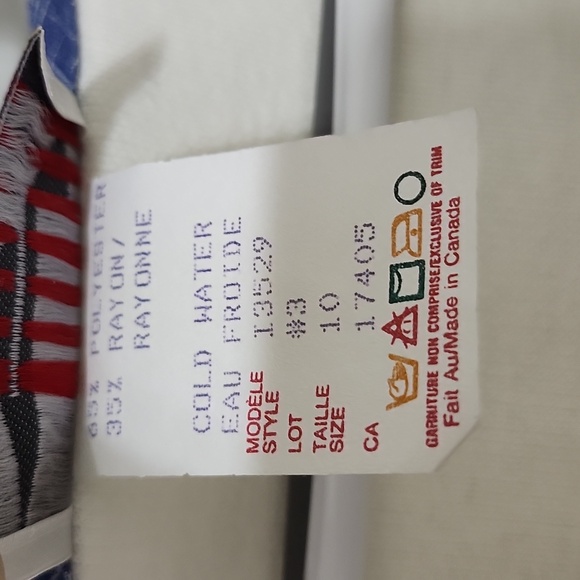 65% POLYESTER
35% RAYON/
RAYONNE
COLD WATER
EAU FROIDE
MODÈLE
STYLE 13529
LOT #3
TAILLE
SIZE 10
CA 17405
GARNITURE NON COMPRISE/EXCLUSIVE OF TRIM
Fait Au/Made in Canada